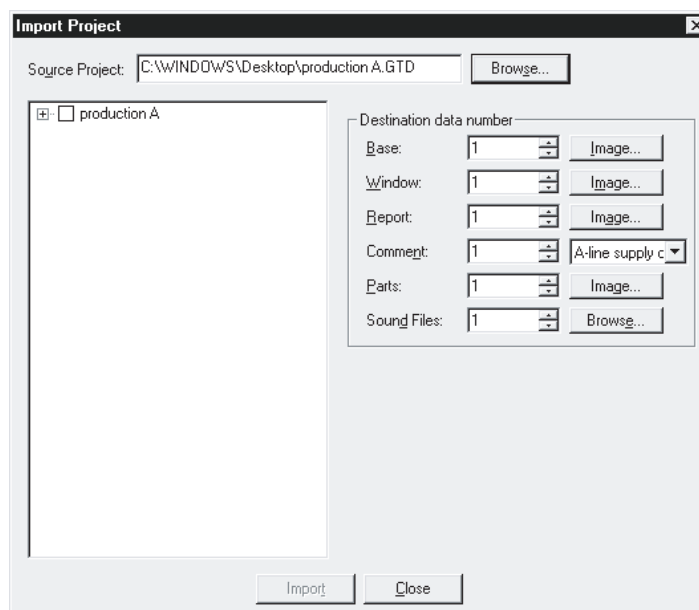 Import Project
Source Project: C:\WINDOWS\Desktop\production A.GTD Browse...
production A
Destination data number
Base: 1 Image...
Window: 1 Image...
Report: 1 Image...
Comment: 1 A-line supply c
Parts: 1 Image...
Sound Files: 1 Browse...
Import Close